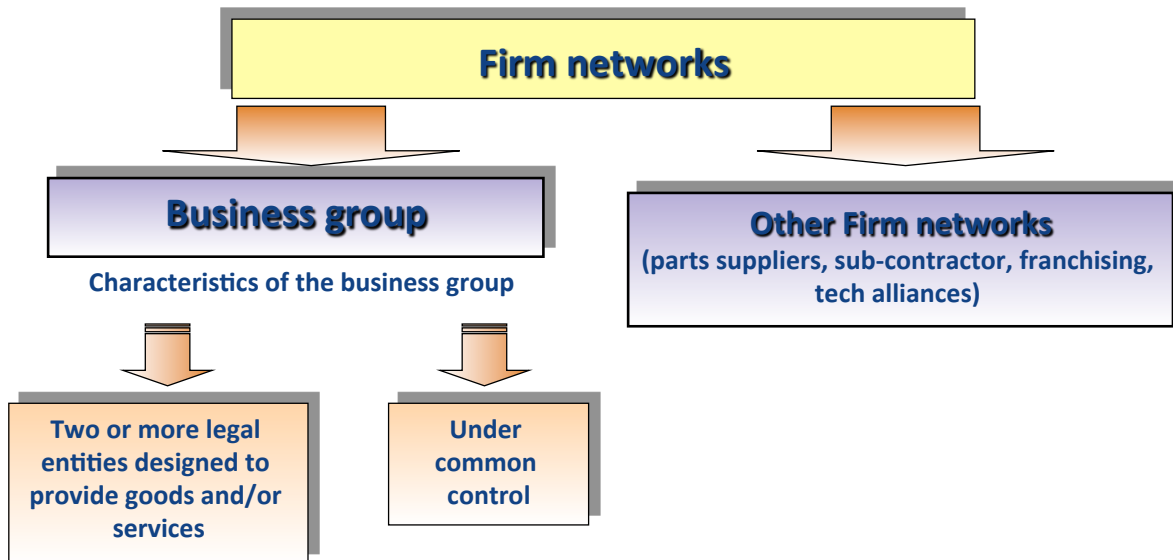 Firm networks
Business group
Other Firm networks
(parts suppliers, sub-contractor, franchising,
tech alliances)
Characteristics of the business group
Two or more legal
entities designed to
provide goods and/or
services
Under
common
control